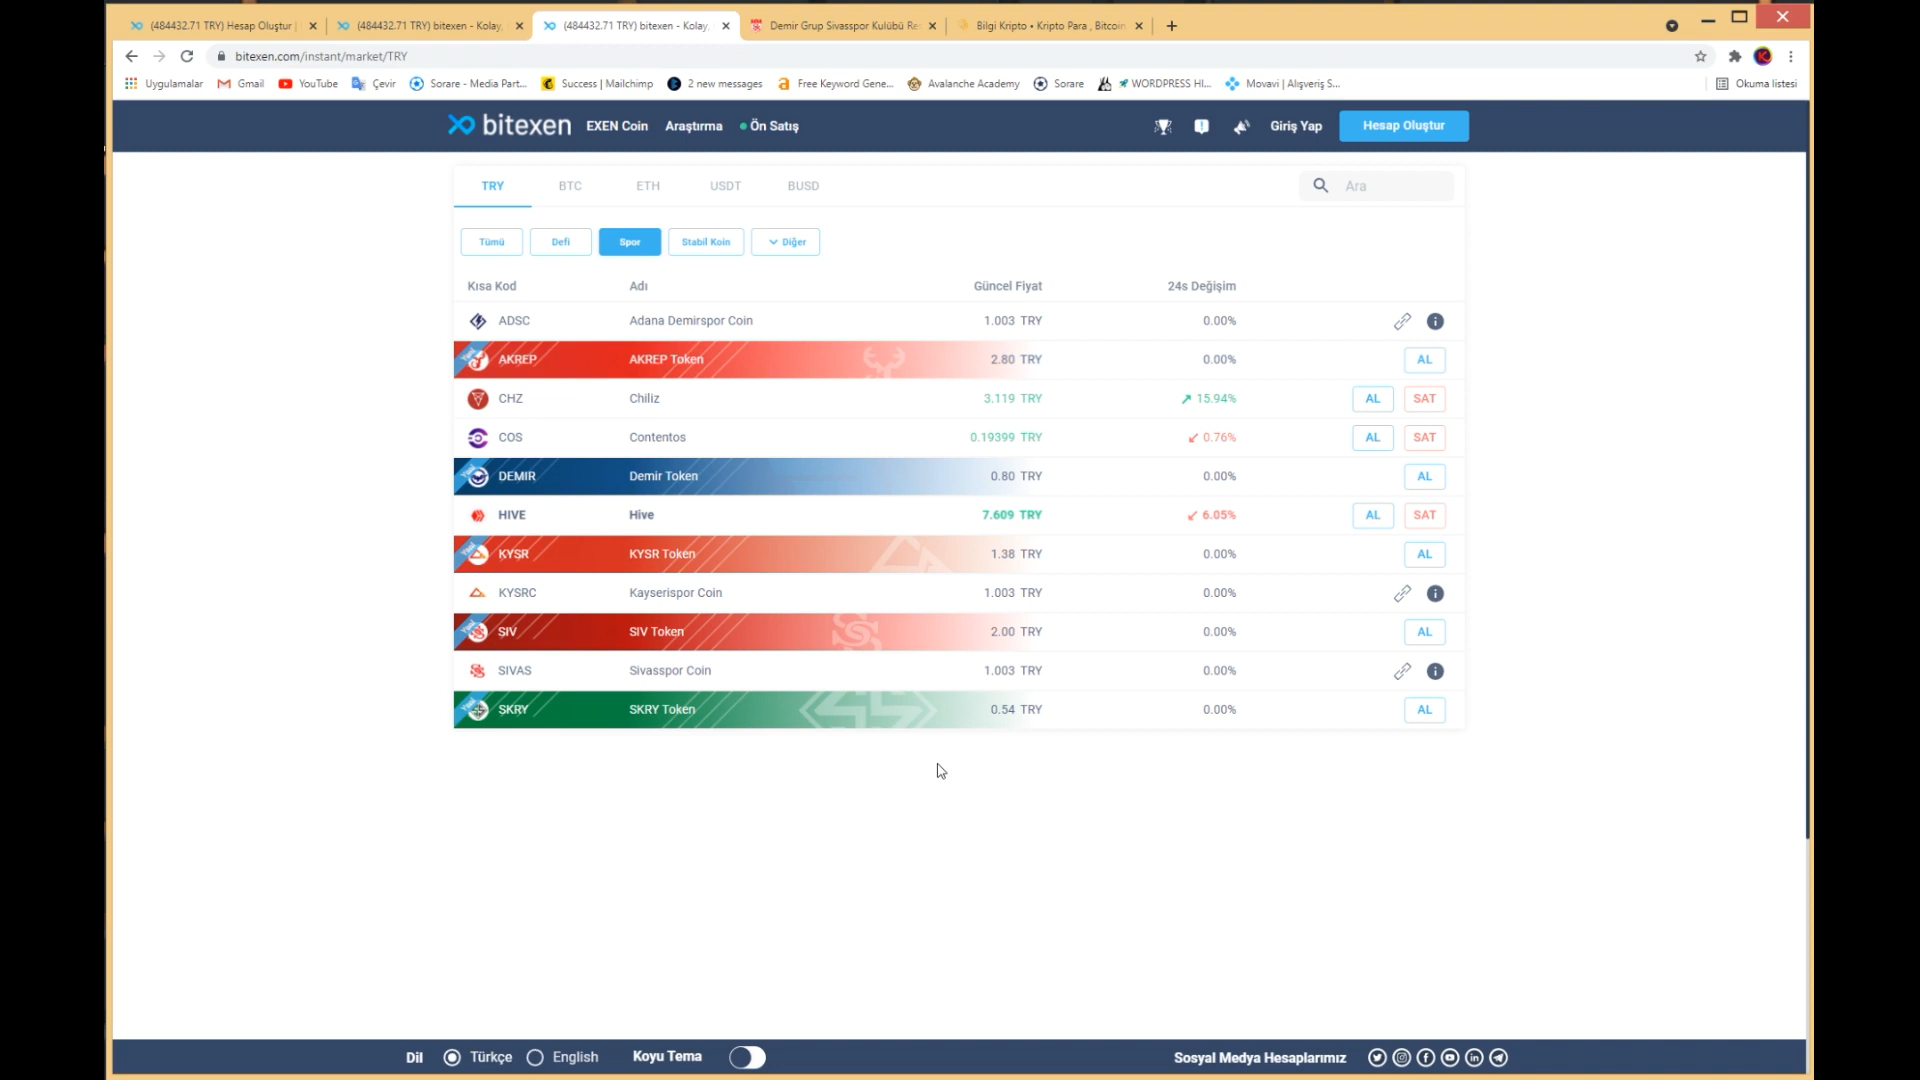 (484432.71 TRY) Hesap Oluştur | (484432.71 TRY) bitexen - Kolay, (484432.71 TRY) bitexen - Kolay, Demir Grup Sivasspor Kulübü Re Bilgi Kripto • Kripto Para , Bitcoin
bitexen.com/instant/market/TRY
Uygulamalar Gmail YouTube Çevir Sorare - Media Part... Success | Mailchimp 2 new messages Free Keyword Gene... Avalanche Academy Sorare WORDPRESS Hİ... Movavi | Alışveriş S... Okuma listesi
bitexen EXEN Coin Araştırma Ön Satış Giriş Yap Hesap Oluştur
TRY BTC ETH USDT BUSD Ara
Tümü Defi Spor Stabil Koin Diğer
Kısa Kod Adı Güncel Fiyat 24s Değişim
ADSC Adana Demirspor Coin 1.003 TRY 0.00%
Yeni AKREP AKREP Token 2.80 TRY 0.00% AL
CHZ Chiliz 3.119 TRY 15.94% AL SAT
COS Contentos 0.19399 TRY 0.76% AL SAT
Yeni DEMIR Demir Token 0.80 TRY 0.00% AL
HIVE Hive 7.609 TRY 6.05% AL SAT
Yeni KYSR KYSR Token 1.38 TRY 0.00% AL
KYSRC Kayserispor Coin 1.003 TRY 0.00%
Yeni SIV SIV Token 2.00 TRY 0.00% AL
SIVAS Sivasspor Coin 1.003 TRY 0.00%
Yeni SKRY SKRY Token 0.54 TRY 0.00% AL
Dil Türkçe English Koyu Tema Sosyal Medya Hesaplarımız